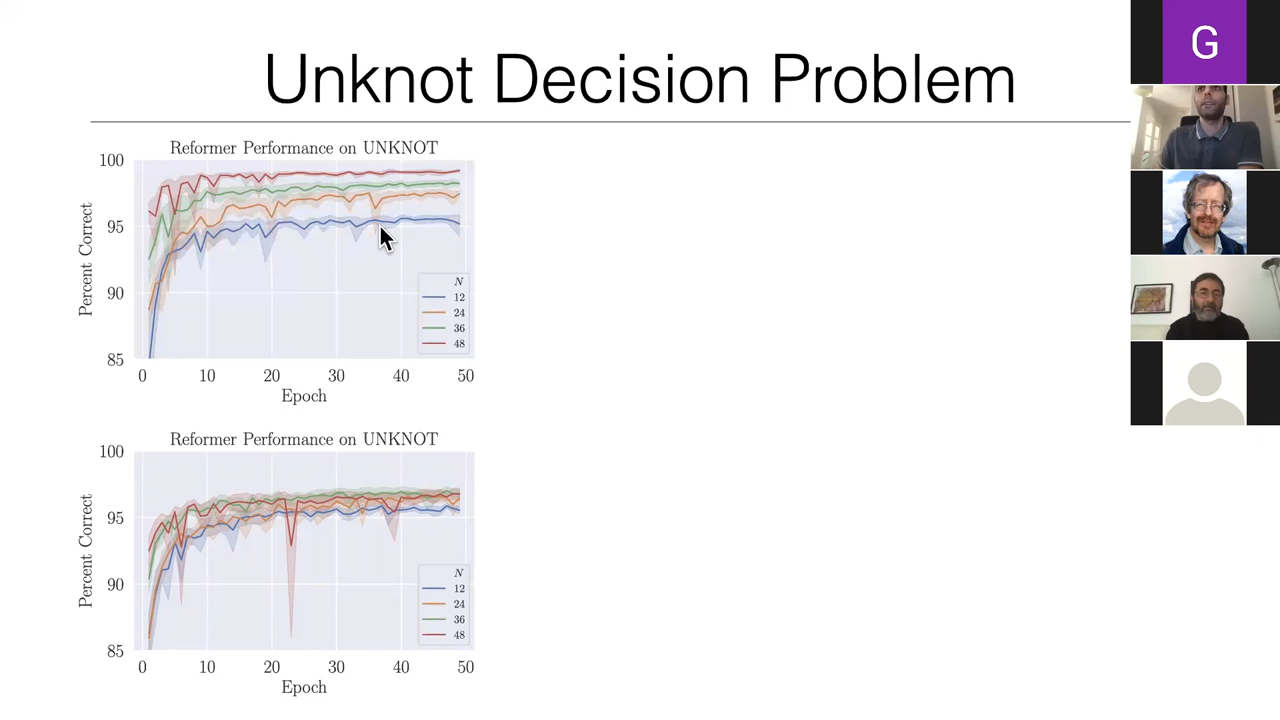 Unknot Decision Problem
G
Reformer Performance on UNKNOT
Percent Correct
100
95
90
85
N
12
24
36
48
0 10 20 30 40 50
Epoch
Reformer Performance on UNKNOT
Percent Correct
100
95
90
85
N
12
24
36
48
0 10 20 30 40 50
Epoch